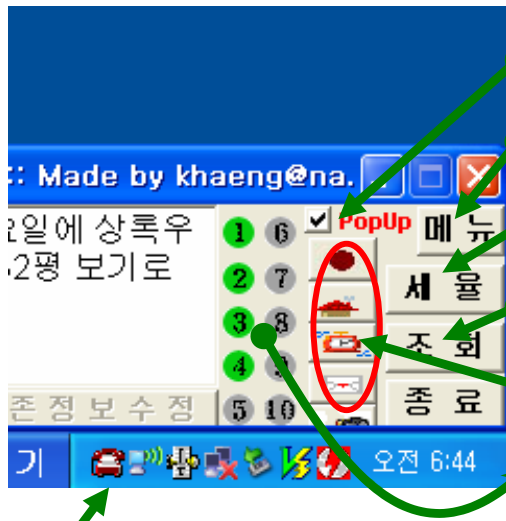 :: Made by khaeng@na.
요일에 상록우
2평 보기로
1 6
2 7
3 8
4 9
5 10
PopUp
메 뉴
세 율
조 회
종 료
존 정 보 수 정
기
오전 6:44